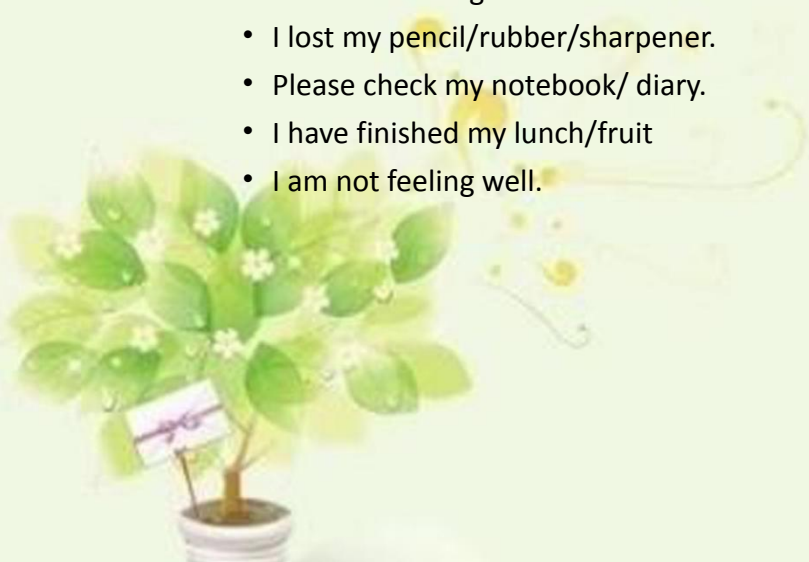 • I lost my pencil/rubber/sharpener.
• Please check my notebook/ diary.
• I have finished my lunch/fruit
• I am not feeling well.